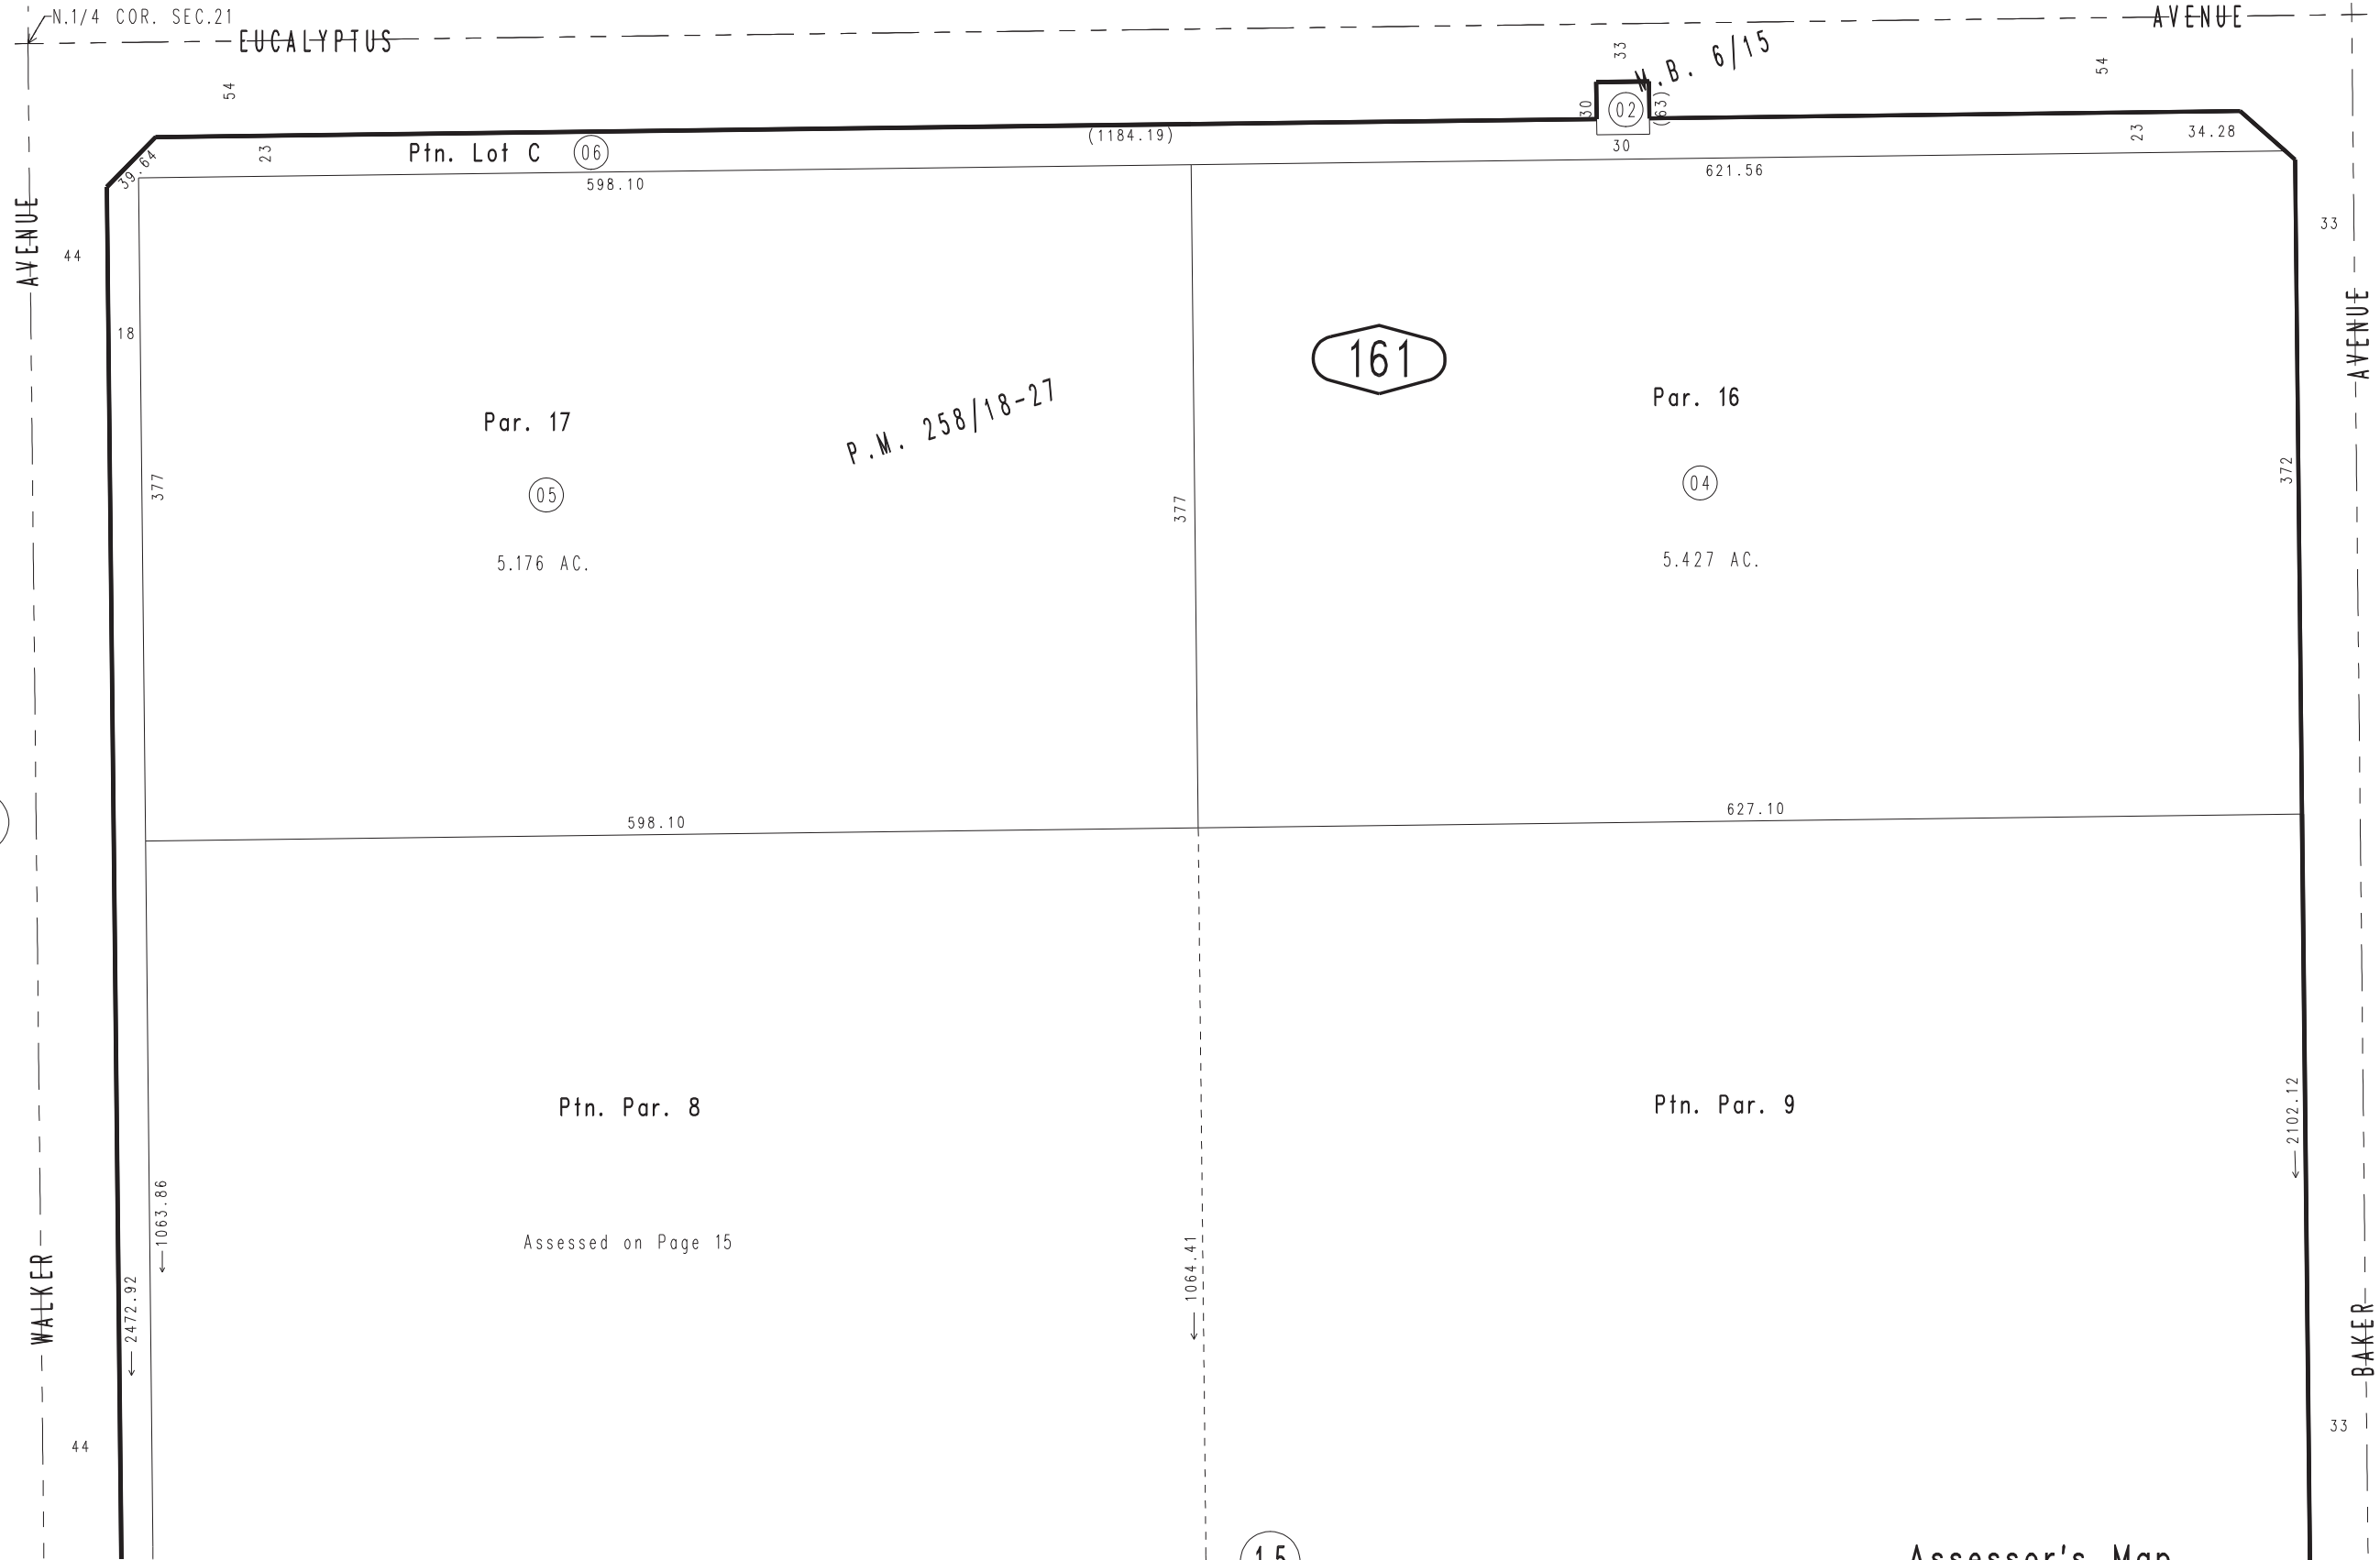 N.1/4 COR. SEC.21
EUCALYPTUS
AVENUE
54
33
M.B. 6/15
54
30
02
(63)
39.64
23
Ptn. Lot C
06
(1184.19)
30
23
34.28
598.10
621.56
AVENUE
44
33
18
161
AVENUE
Par. 17
P.M. 258/18-27
Par. 16
377
05
377
04
372
5.176 AC.
5.427 AC.
598.10
627.10
Ptn. Par. 8
Ptn. Par. 9
2102.12
1063.86
Assessed on Page 15
1064.41
WALKER
2472.92
BAKER
44
33
15
Assessor's Map